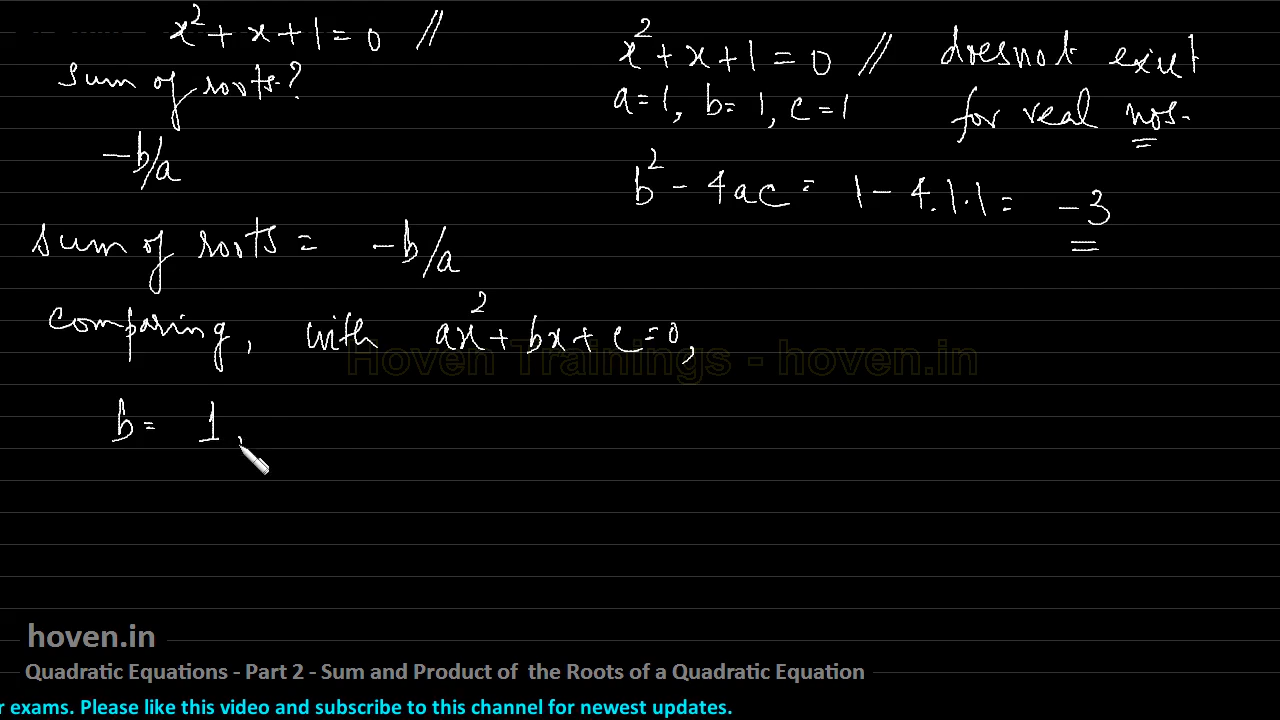 x² + x + 1 = 0 //
sum of roots?
-b/a
sum of roots = -b/a
comparing, with ax² + bx + c = 0,
b = 1,
x² + x + 1 = 0 // doesnot exist
a = 1, b = 1, c = 1 for real nos.
b² - 4ac = 1 - 4.1.1 = -3
Hoven Trainings - hoven.in
hoven.in
Quadratic Equations - Part 2 - Sum and Product of the Roots of a Quadratic Equation
r exams. Please like this video and subscribe to this channel for newest updates.